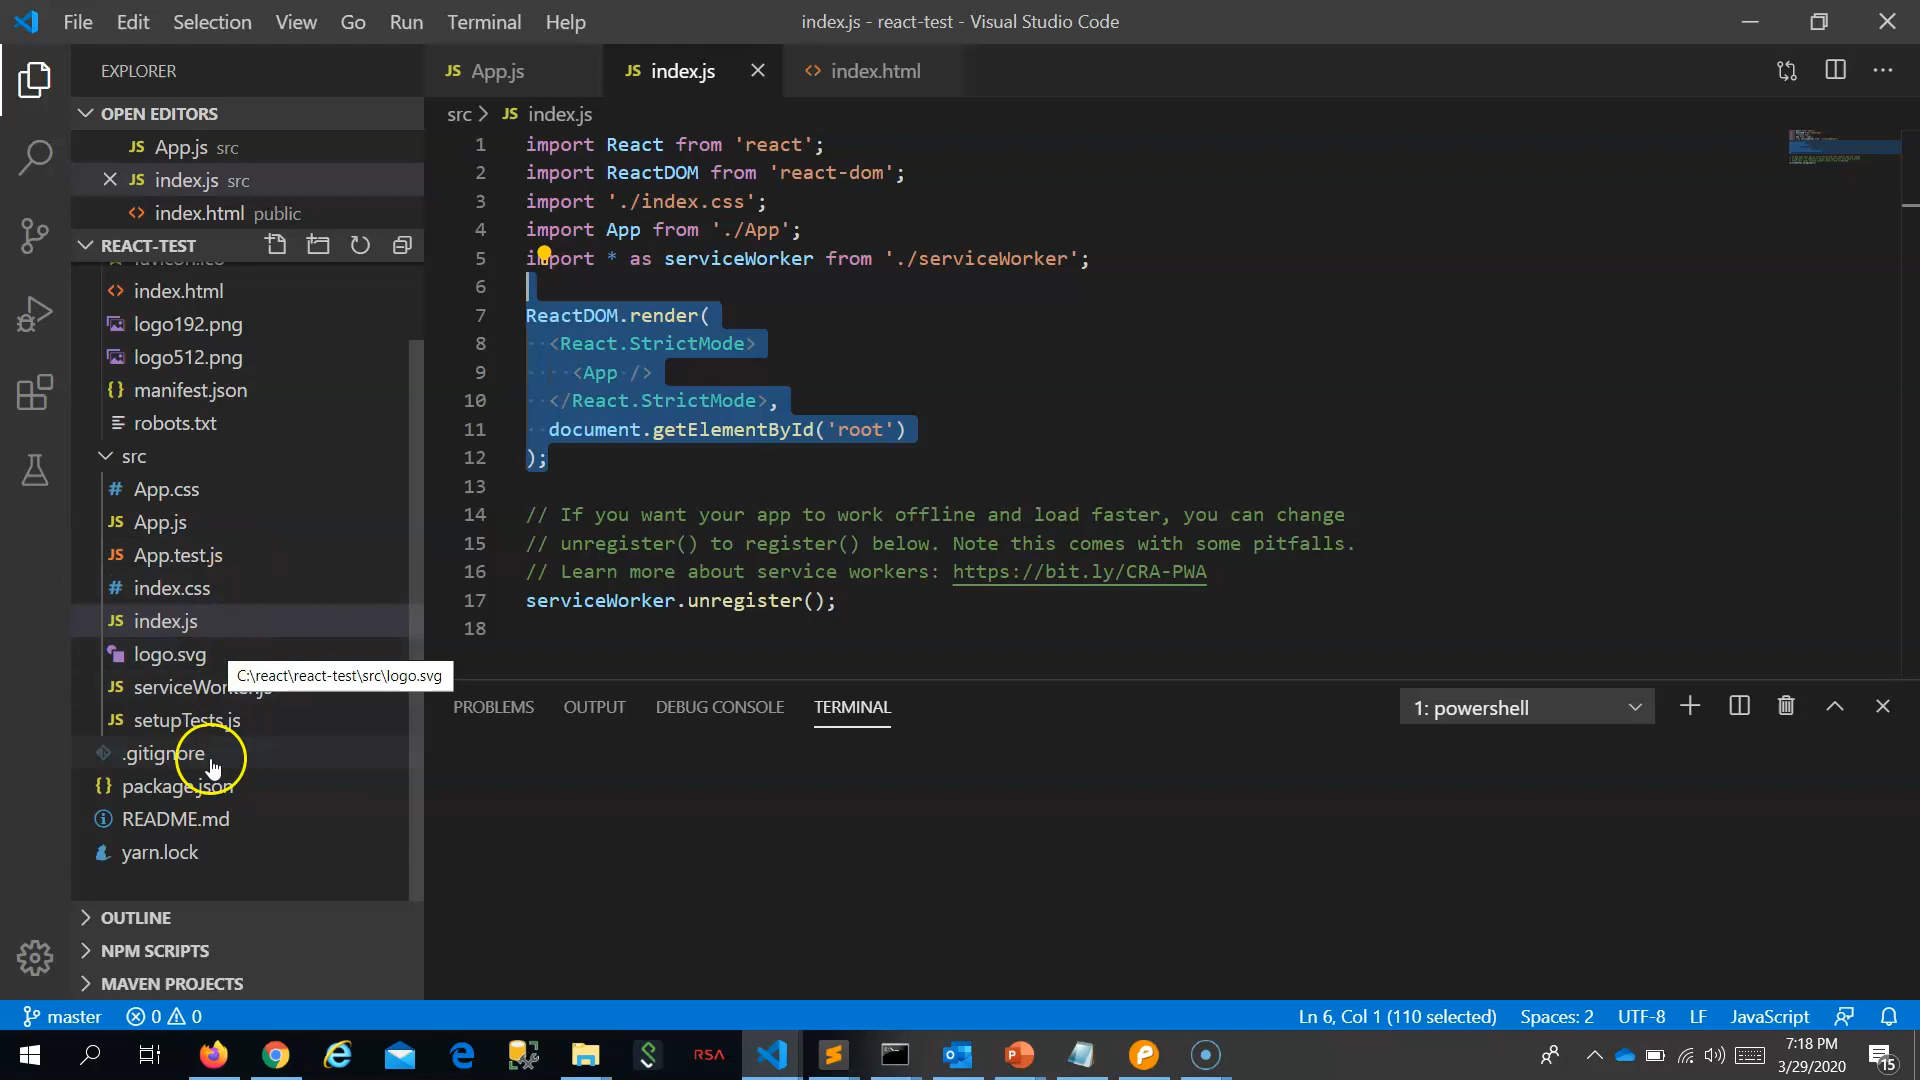 File Edit Selection View Go Run Terminal Help
index.js - react-test - Visual Studio Code
EXPLORER
OPEN EDITORS
JS App.js src
JS index.js src
<> index.html public
REACT-TEST
favicon.ico
<> index.html
logo192.png
logo512.png
{} manifest.json
robots.txt
src
# App.css
JS App.js
JS App.test.js
# index.css
JS index.js
logo.svg
C:\react\react-test\src\logo.svg
JS serviceWorker.js
JS setupTests.js
.gitignore
{} package.json
README.md
yarn.lock
OUTLINE
NPM SCRIPTS
MAVEN PROJECTS
JS App.js
JS index.js
<> index.html
src > JS index.js
1 import React from 'react';
2 import ReactDOM from 'react-dom';
3 import './index.css';
4 import App from './App';
5 import * as serviceWorker from './serviceWorker';
6
7 ReactDOM.render(
8 <React.StrictMode>
9 <App />
10 </React.StrictMode>,
11 document.getElementById('root')
12 );
13
14 // If you want your app to work offline and load faster, you can change
15 // unregister() to register() below. Note this comes with some pitfalls.
16 // Learn more about service workers: https://bit.ly/CRA-PWA
17 serviceWorker.unregister();
18
PROBLEMS OUTPUT DEBUG CONSOLE TERMINAL
1: powershell
master 0 0
Ln 6, Col 1 (110 selected) Spaces: 2 UTF-8 LF JavaScript
RSA
7:18 PM
3/29/2020
15